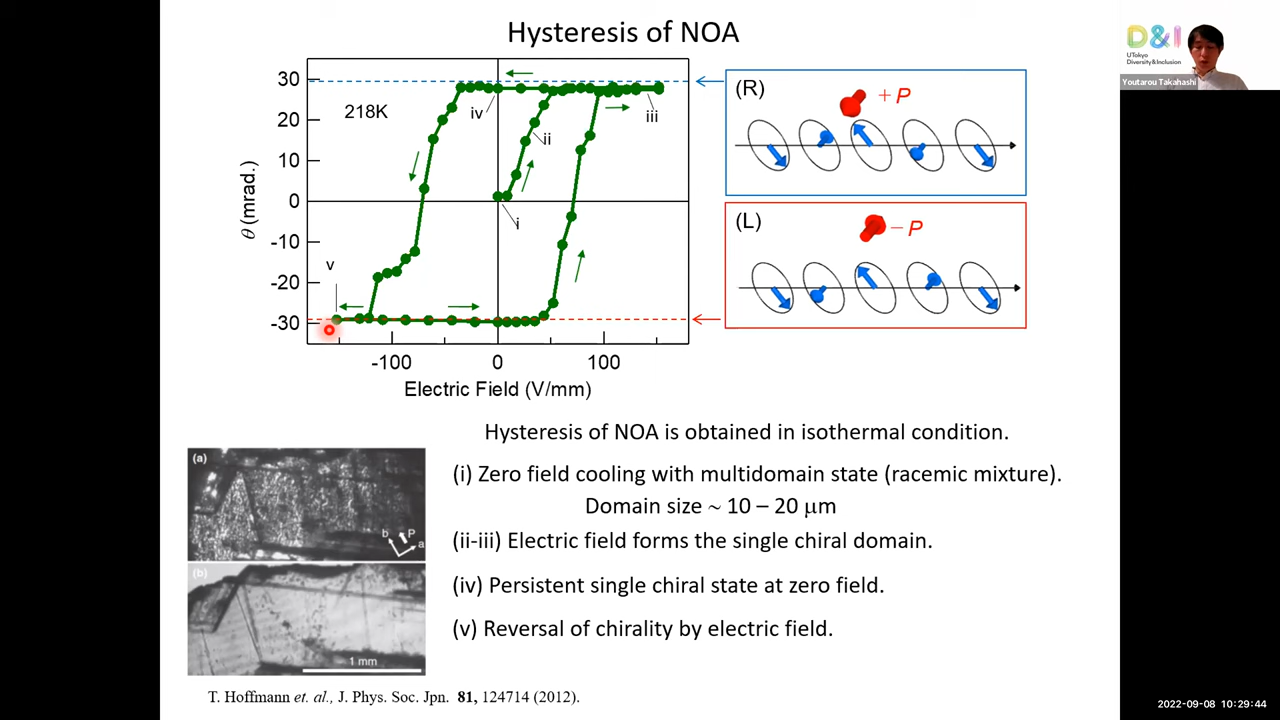 Hysteresis of NOA
D&I
UTokyo
Diversity&Inclusion
Youtarou Takahashi
30
20
10
0
-10
-20
-30
θ (mrad.)
218K
iv
iii
ii
i
v
-100
0
100
Electric Field (V/mm)
(R)
+P
(L)
−P
Hysteresis of NOA is obtained in isothermal condition.
(i) Zero field cooling with multidomain state (racemic mixture).
Domain size ~ 10 – 20 μm
(ii-iii) Electric field forms the single chiral domain.
(iv) Persistent single chiral state at zero field.
(v) Reversal of chirality by electric field.
(a)
b
P
a
(b)
1 mm
T. Hoffmann et. al., J. Phys. Soc. Jpn. 81, 124714 (2012).
2022-09-08 10:29:44